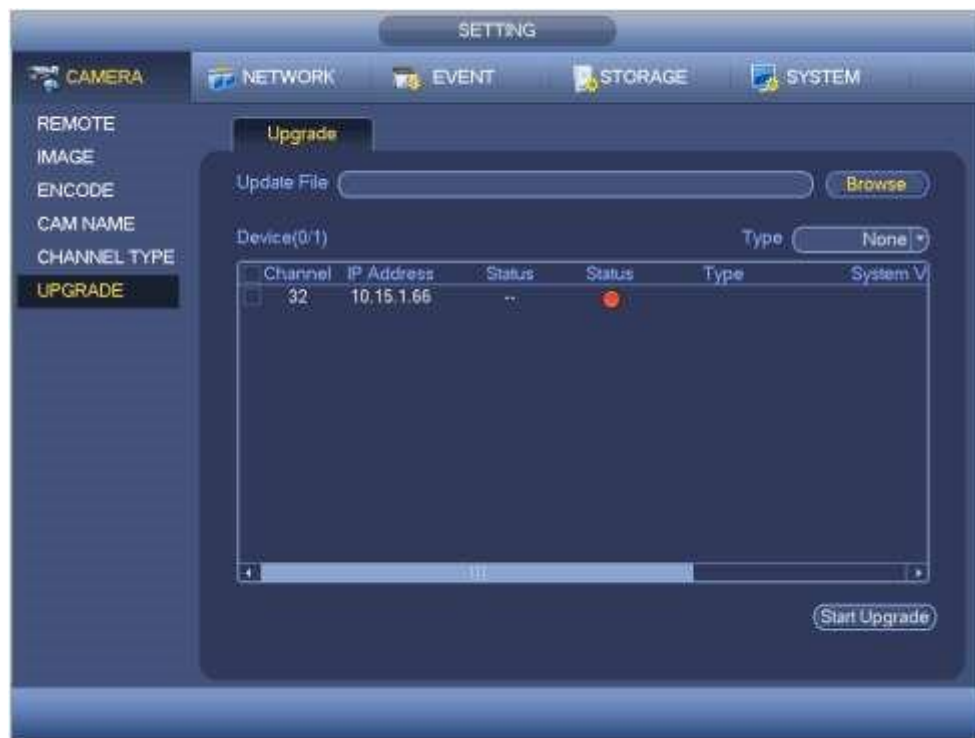 SETTING
CAMERA NETWORK EVENT STORAGE SYSTEM
REMOTE
IMAGE
ENCODE
CAM NAME
CHANNEL TYPE
UPGRADE
Upgrade
Update File Browse
Device(0/1) Type None
Channel IP Address Status Status Type System V
32 10.15.1.66 --
Start Upgrade